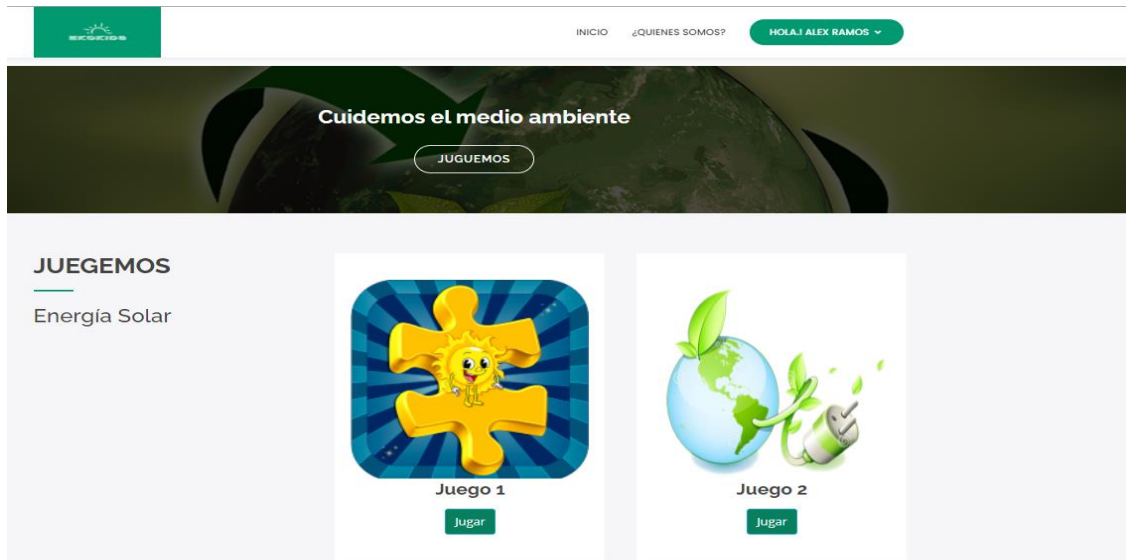 EKOKIDS
INICIO
¿QUIENES SOMOS?
HOLA.! ALEX RAMOS
Cuidemos el medio ambiente
JUGUEMOS
JUEGEMOS
Energía Solar
Juego 1
Jugar
Juego 2
Jugar